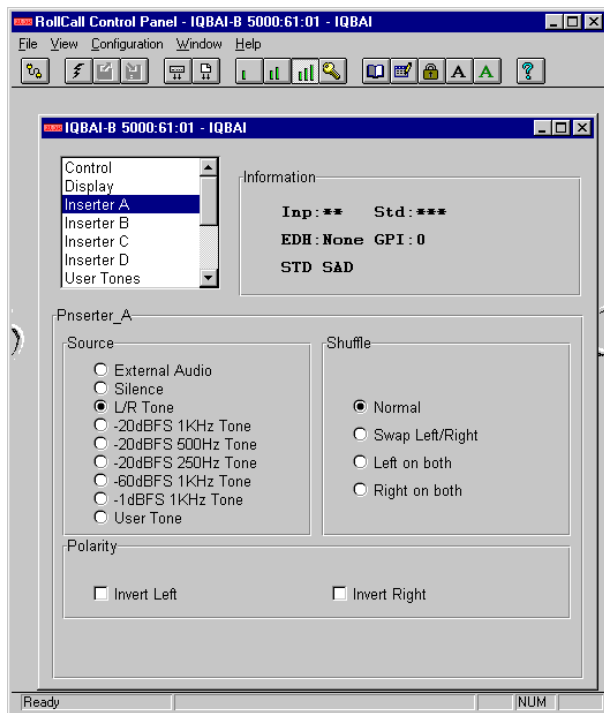 RollCall Control Panel - IQBAI-B 5000:61:01 - IQBAI
File View Configuration Window Help
A A ?
IQBAI-B 5000:61:01 - IQBAI
Control
Display
Inserter A
Inserter B
Inserter C
Inserter D
User Tones
Information
Inp:** Std:***
EDH:None GPI:0
STD SAD
Pnserter_A
Source
External Audio
Silence
L/R Tone
-20dBFS 1KHz Tone
-20dBFS 500Hz Tone
-20dBFS 250Hz Tone
-60dBFS 1KHz Tone
-1dBFS 1KHz Tone
User Tone
Shuffle
Normal
Swap Left/Right
Left on both
Right on both
Polarity
Invert Left
Invert Right
Ready
NUM